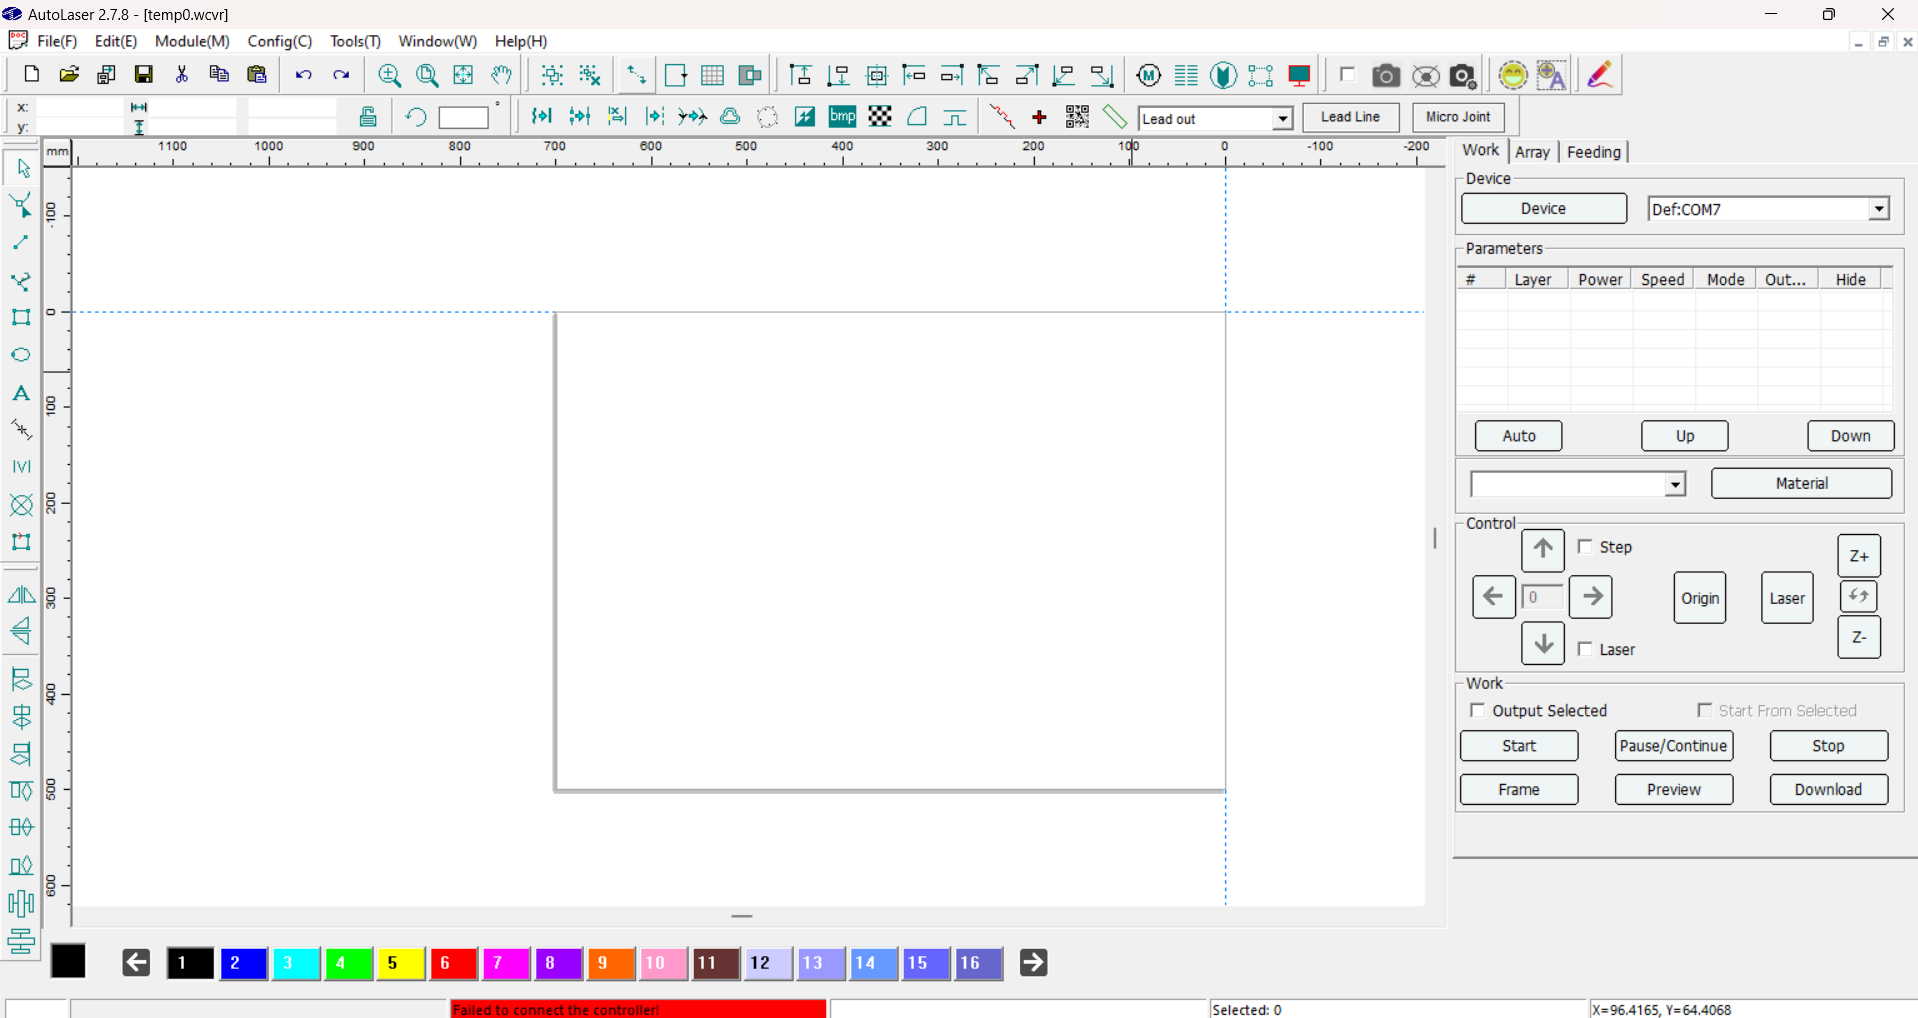 AutoLaser 2.7.8 - [temp0.wcvr]
File(F) Edit(E) Module(M) Config(C) Tools(T) Window(W) Help(H)
x:
y:
°
bmp
Lead out
Lead Line
Micro Joint
mm
1100 1000 900 800 700 600 500 400 300 200 100 0 -100 -200
-100
0
100
200
300
400
500
600
Work Array Feeding
Device
Device
Def:COM7
Parameters
# Layer Power Speed Mode Out... Hide
Auto Up Down
Material
Control
Step
Z+
0
Origin
Laser
Z-
Laser
Work
Output Selected
Start From Selected
Start Pause/Continue Stop
Frame Preview Download
1 2 3 4 5 6 7 8 9 10 11 12 13 14 15 16
Failed to connect the controller!
Selected: 0
X=96.4165, Y=64.4068